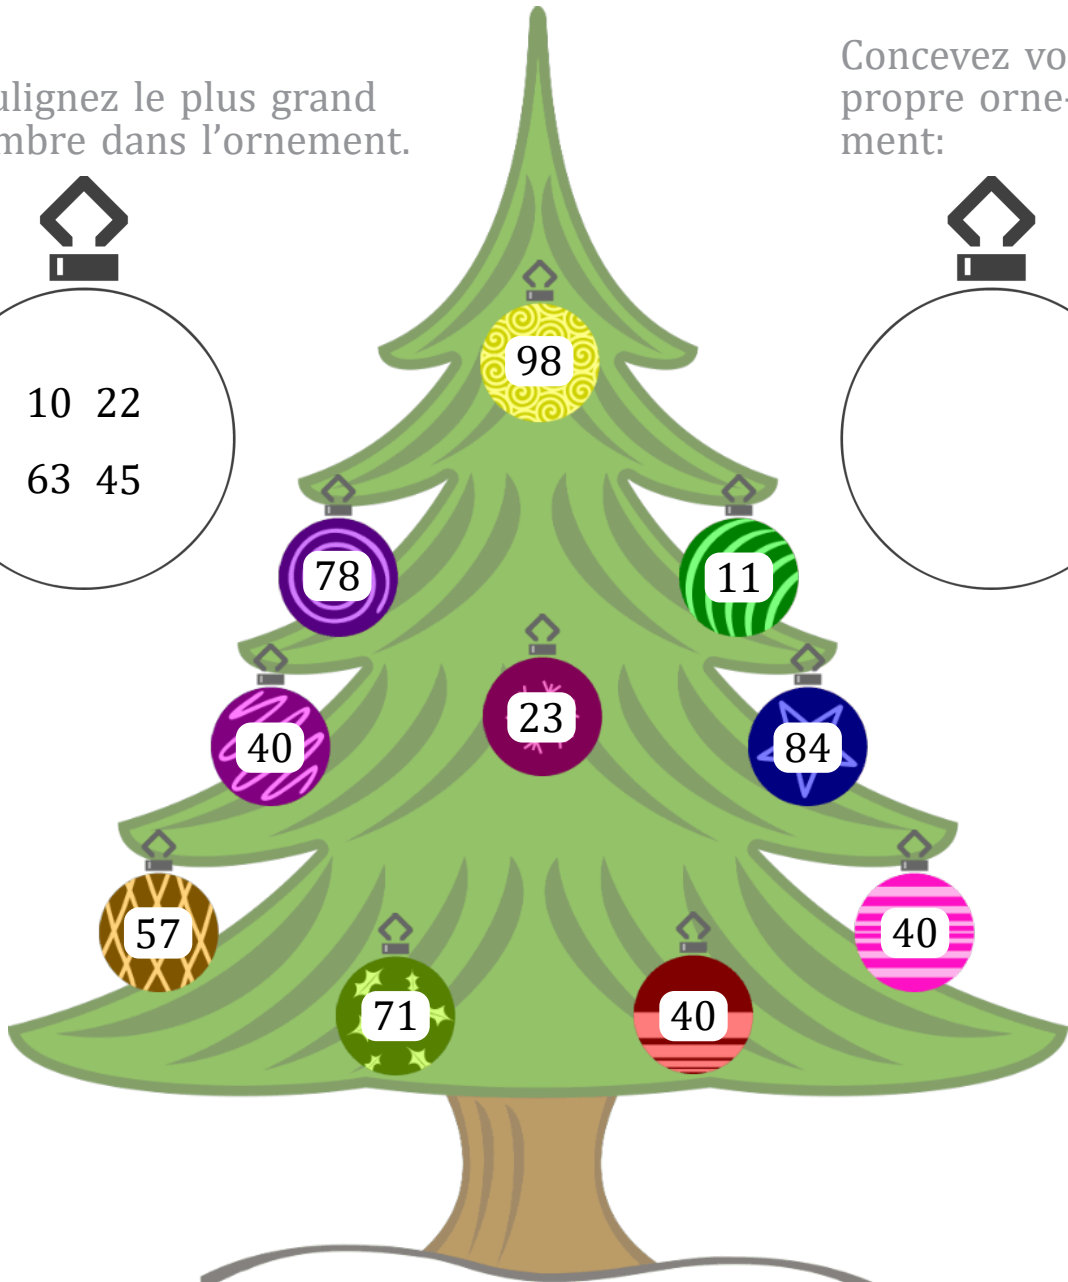 ulignez le plus grand
mbre dans l'ornement.
Concevez vo
propre orne-
ment:
10 22
63 45
98
78
11
23
40
84
57
40
71
40